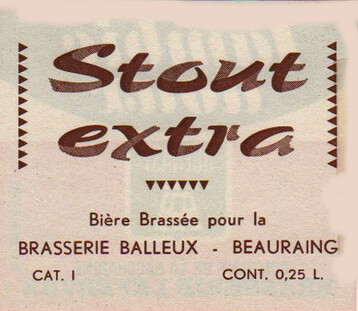 Stout
extra
Bière Brassée pour la
BRASSERIE BALLEUX - BEAURAING
CAT. I CONT. 0,25 L.